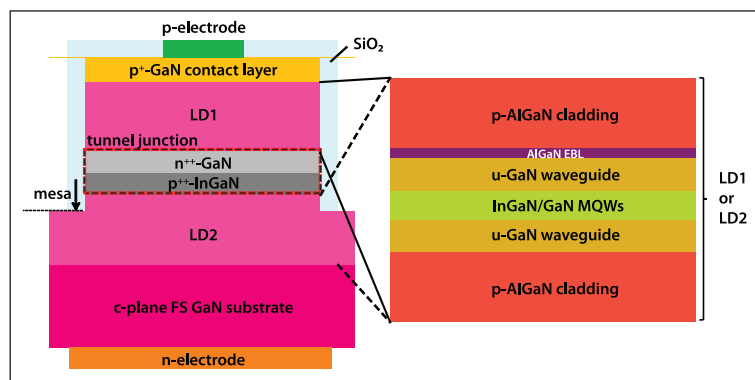 p-electrode
SiO₂
p⁺-GaN contact layer
LD1
tunnel junction
n⁺⁺-GaN
p⁺⁺-InGaN
mesa
LD2
c-plane FS GaN substrate
n-electrode
p-AlGaN cladding
AlGaN EBL
u-GaN waveguide
InGaN/GaN MQWs
u-GaN waveguide
p-AlGaN cladding
LD1
or
LD2